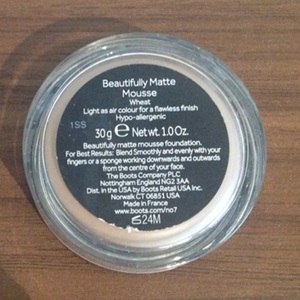 Beautifully Matte
Mousse
Wheat
Light as air colour for a flawless finish
Hypo-allergenic
1SS
30 g ℮ Net wt. 1.0 Oz.
Beautifully matte mousse foundation.
For Best Results: Blend Smoothly and evenly with your
fingers or a sponge working downwards and outwards
from the centre of your face.
The Boots Company PLC
Nottingham England NG2 3AA
Dist. in the USA by Boots Retail USA Inc.
Norwalk CT 06851 USA
Made in France
www.boots.com/no7
24M